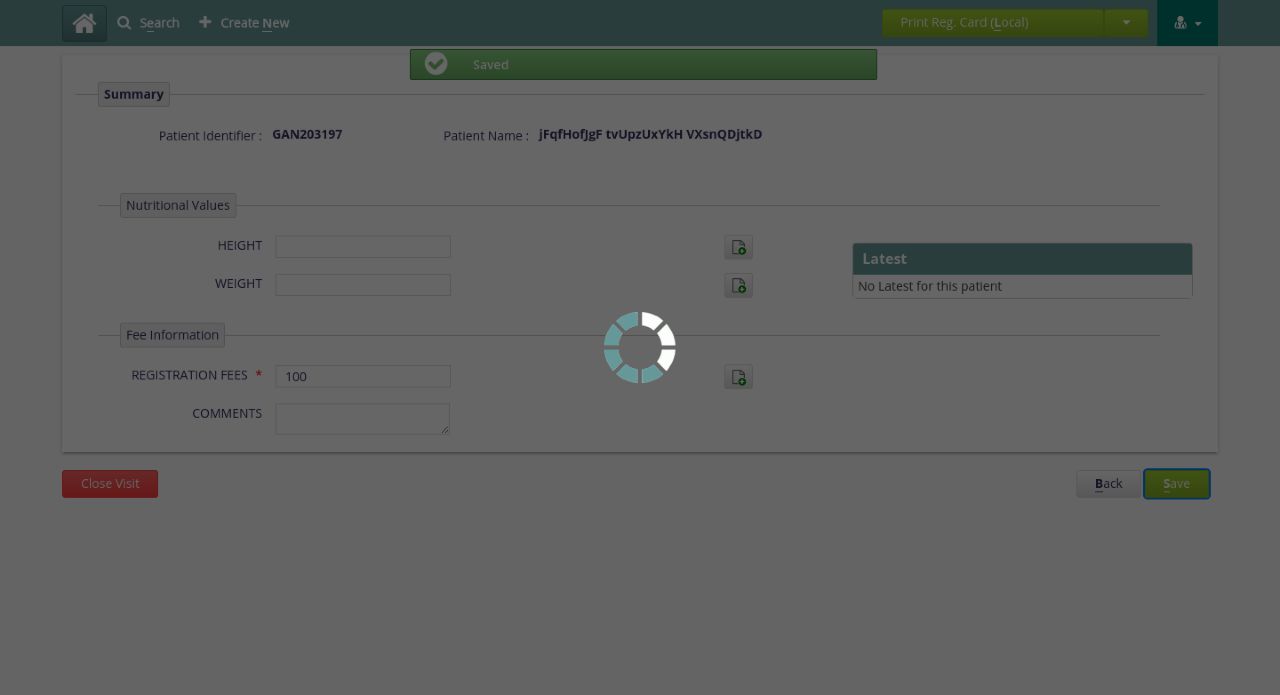 Search Create New Print Reg. Card (Local)
Saved
Summary
Patient Identifier : GAN203197 Patient Name : jFqfHofJgF tvUpzUxYkH VXsnQDjtkD
Nutritional Values
HEIGHT
Latest
WEIGHT
No Latest for this patient
Fee Information
REGISTRATION FEES * 100
COMMENTS
Close Visit Back Save